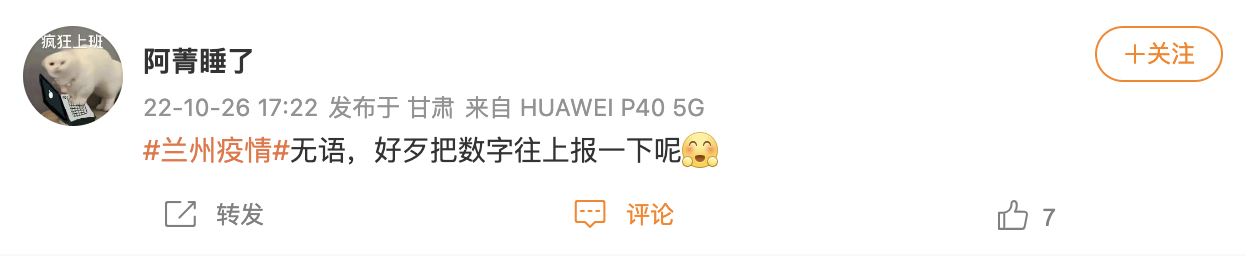 疯狂上班
阿菁睡了
+关注
22-10-26 17:22 发布于 甘肃 来自 HUAWEI P40 5G
#兰州疫情#无语，好歹把数字往上报一下呢
转发 评论 7